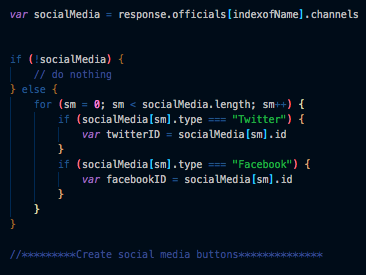 var socialMedia = response.officials[indexofName].channels
if (!socialMedia) {
// do nothing
} else {
for (sm = 0; sm < socialMedia.length; sm++) {
if (socialMedia[sm].type === "Twitter") {
var twitterID = socialMedia[sm].id
}
if (socialMedia[sm].type === "Facebook") {
var facebookID = socialMedia[sm].id
}
}
}
//*********Create social media buttons**************